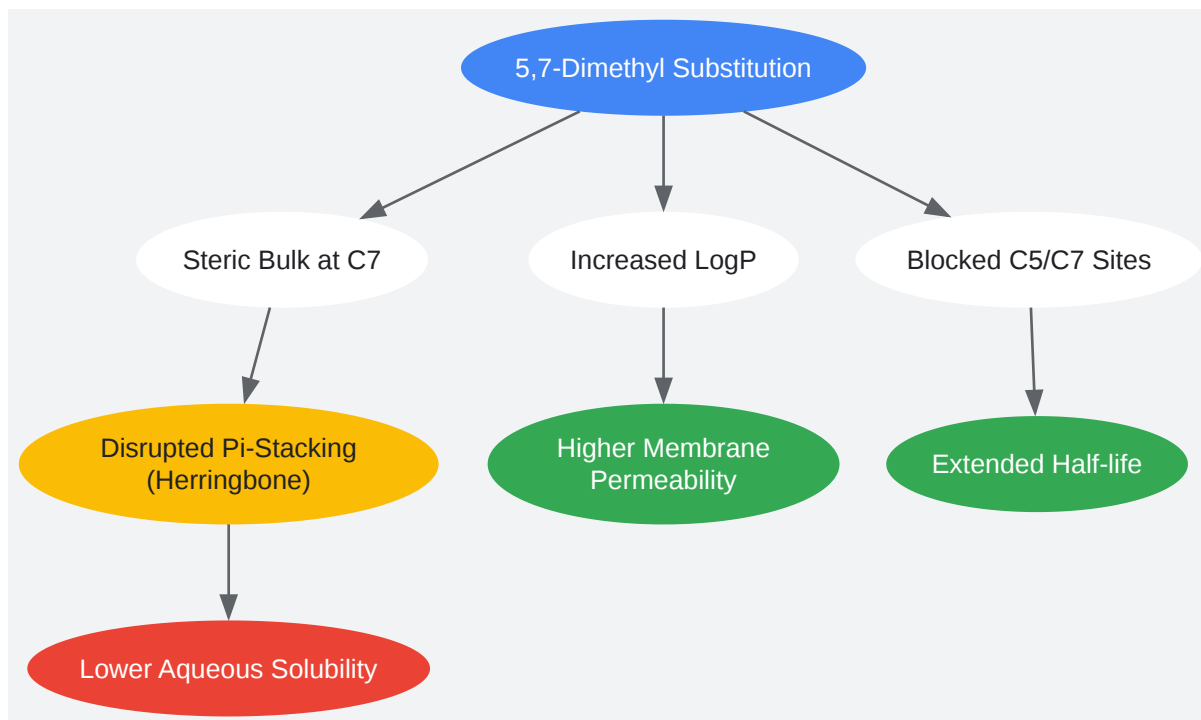 5,7-Dimethyl Substitution
Steric Bulk at C7
Increased LogP
Blocked C5/C7 Sites
Disrupted Pi-Stacking
(Herringbone)
Higher Membrane
Permeability
Extended Half-life
Lower Aqueous Solubility